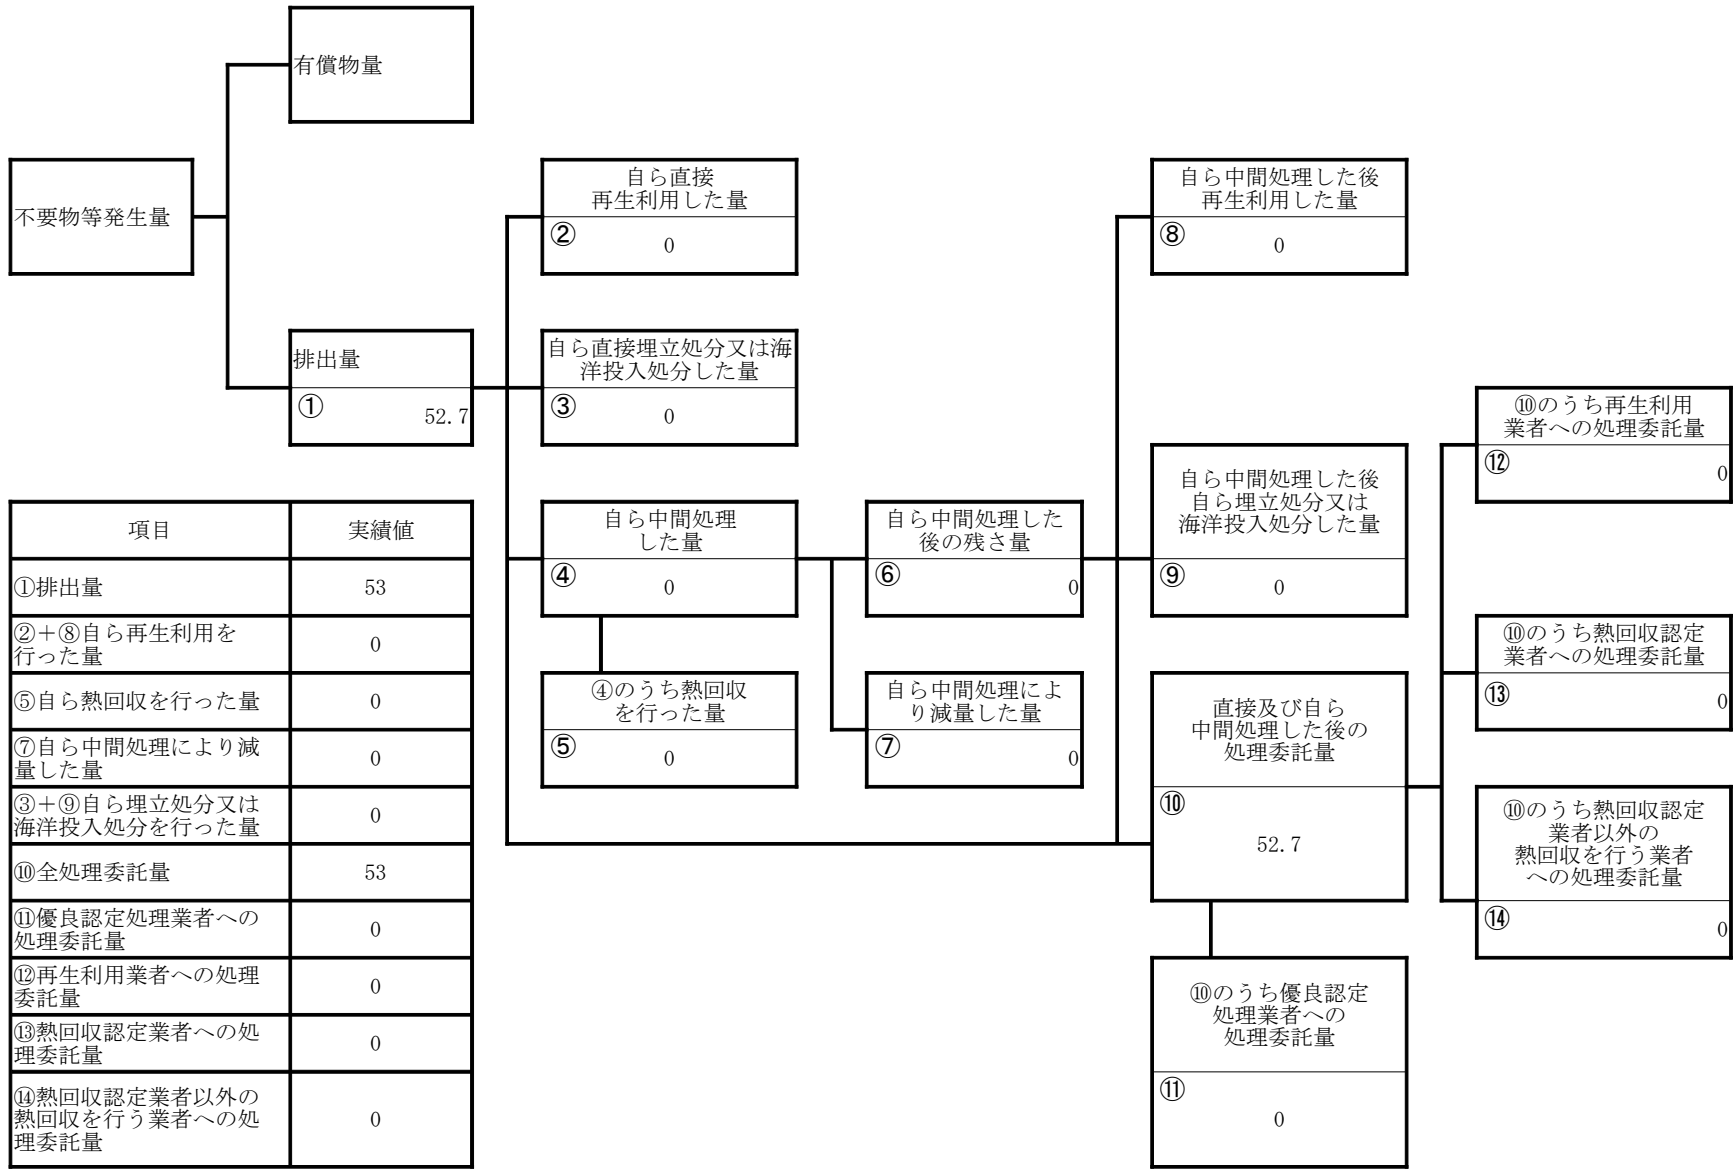 有償物量
不要物等発生量
自ら直接
再生利用した量
②
0
自ら中間処理した後
再生利用した量
⑧
0
排出量
①
52.7
自ら直接埋立処分又は海
洋投入処分した量
③
0
⑩のうち再生利用
業者への処理委託量
⑫
0
自ら中間処理
した量
④
0
自ら中間処理した
後の残さ量
⑥
0
自ら中間処理した後
自ら埋立処分又は
海洋投入処分した量
⑨
0
⑩のうち熱回収認定
業者への処理委託量
⑬
0
④のうち熱回収
を行った量
⑤
0
自ら中間処理によ
り減量した量
⑦
0
直接及び自ら
中間処理した後の
処理委託量
⑩
52.7
⑩のうち熱回収認定
業者以外の
熱回収を行う業者
への処理委託量
⑭
0
⑩のうち優良認定
処理業者への
処理委託量
⑪
0
項目 実績値
①排出量 53
②＋⑧自ら再生利用を
行った量 0
⑤自ら熱回収を行った量 0
⑦自ら中間処理により減
量した量 0
③＋⑨自ら埋立処分又は
海洋投入処分を行った量 0
⑩全処理委託量 53
⑪優良認定処理業者への
処理委託量 0
⑫再生利用業者への処理
委託量 0
⑬熱回収認定業者への処
理委託量 0
⑭熱回収認定業者以外の
熱回収を行う業者への処
理委託量 0